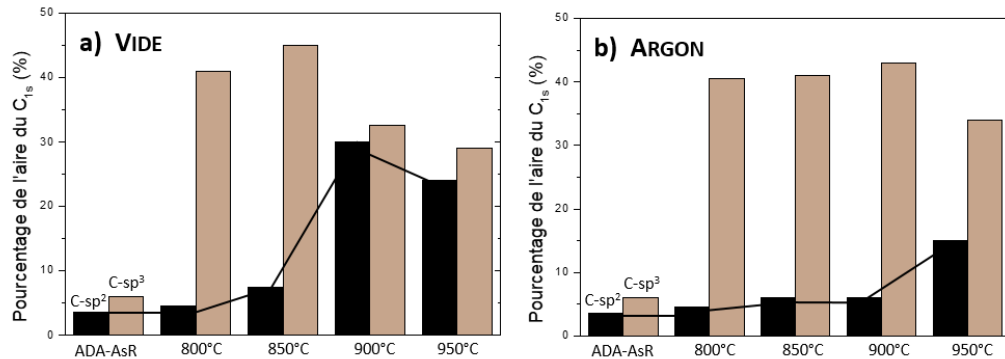 a) VIDE
Pourcentage de l'aire du C1s (%)
50
40
30
20
10
0
C-sp²
C-sp³
ADA-AsR
800°C
850°C
900°C
950°C
b) ARGON
Pourcentage de l'aire du C1s (%)
50
40
30
20
10
0
C-sp²
C-sp³
ADA-AsR
800°C
850°C
900°C
950°C